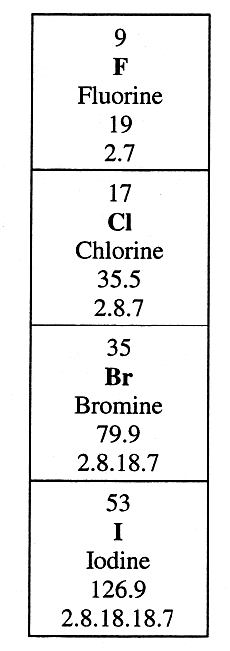 9
F
Fluorine
19
2.7
17
Cl
Chlorine
35.5
2.8.7
35
Br
Bromine
79.9
2.8.18.7
53
I
Iodine
126.9
2.8.18.18.7